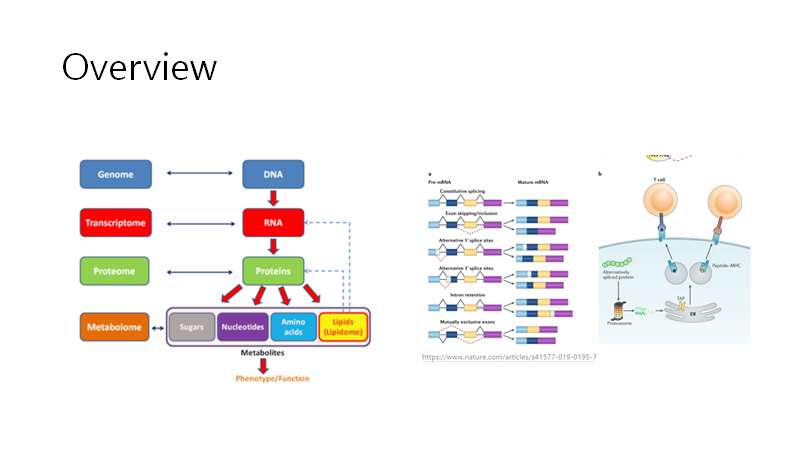 Overview
Genome
DNA
Transcriptome
RNA
Proteome
Proteins
Metabolome
Sugars
Nucleotides
Amino
acids
Lipids
(Lipidome)
Metabolites
Phenotype/Function
a
Pre-mRNA
Mature mRNA
Constitutive splicing
Exon skipping/inclusion
Alternative 5' splice sites
Alternative 3' splice sites
Intron retention
Mutually exclusive exons
https://www.nature.com/articles/s41577-019-0195-7
b
T cell
Alternatively
spliced protein
Peptide–MHC
TAP
ER
Proteasome